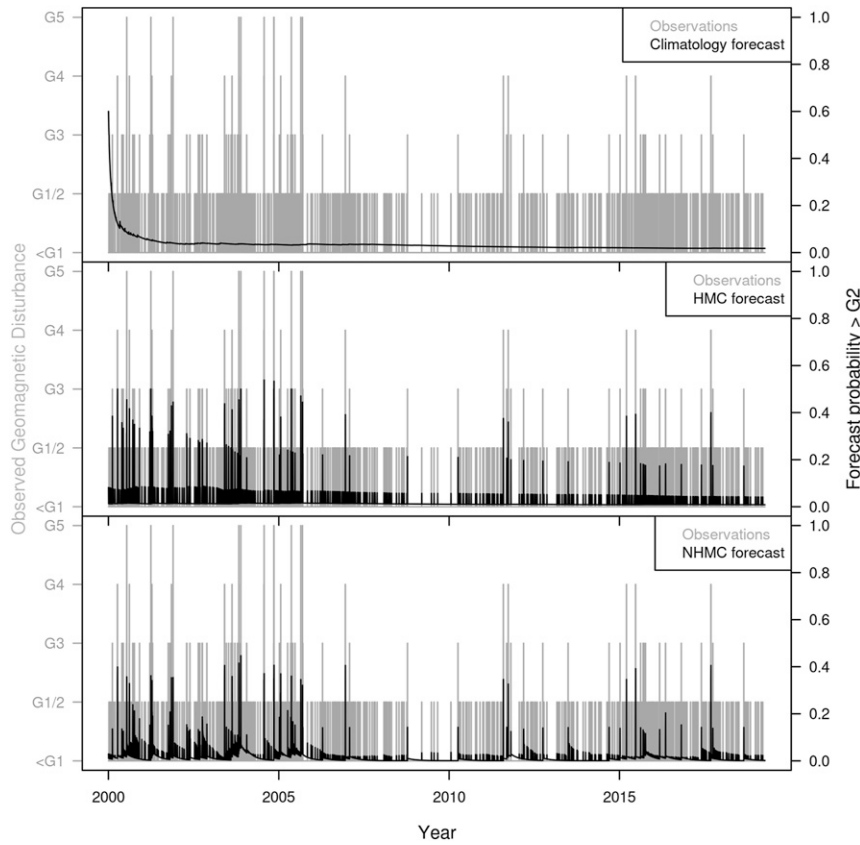 Observed Geomagnetic Disturbance
G5
G4
G3
G1/2
<G1
Observations
Climatology forecast
1.0
0.8
0.6
0.4
0.2
0.0
G5
G4
G3
G1/2
<G1
Observations
HMC forecast
1.0
0.8
0.6
0.4
0.2
0.0
Forecast probability > G2
G5
G4
G3
G1/2
<G1
Observations
NHMC forecast
1.0
0.8
0.6
0.4
0.2
0.0
2000
2005
2010
2015
Year